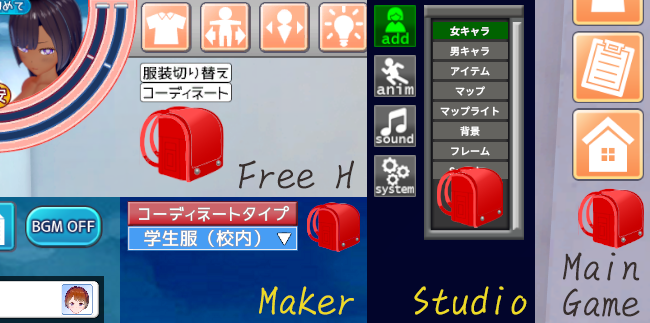 めて
服装切り替え
コーディネート
Free H
BGM OFF
コーディネートタイプ
学生服（校内）▼
Maker
add
anim
sound
system
女キャラ
男キャラ
アイテム
マップ
マップライト
背景
フレーム
Studio
Main
Game